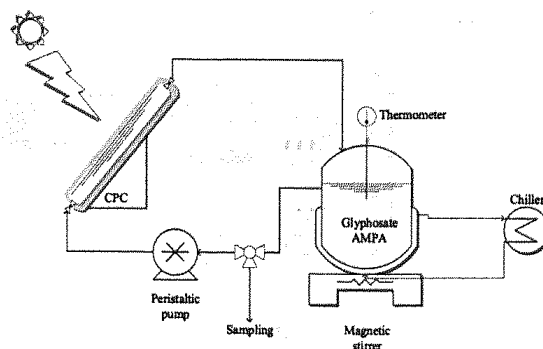 Thermometer
CPC
Glyphosate
AMPA
Chiller
Peristaltic
pump
Sampling
Magnetic
stirrer